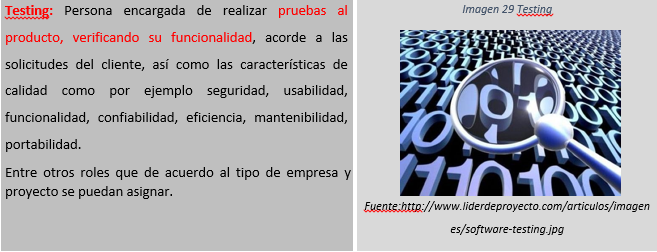 Testing: Persona encargada de realizar pruebas al
producto, verificando su funcionalidad, acorde a las
solicitudes del cliente, así como las características de
calidad como por ejemplo seguridad, usabilidad,
funcionalidad, confiabilidad, eficiencia, mantenibilidad,
portabilidad.
Entre otros roles que de acuerdo al tipo de empresa y
proyecto se puedan asignar.
Imagen 29 Testing
Fuente:http://www.liderdeproyecto.com/articulos/imagen
es/software-testing.jpg